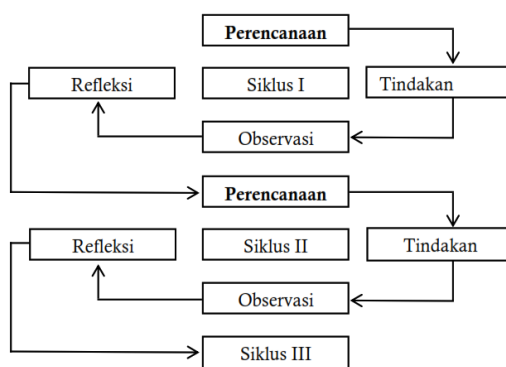 Perencanaan
Refleksi
Siklus I
Tindakan
Observasi
Perencanaan
Refleksi
Siklus II
Tindakan
Observasi
Siklus III